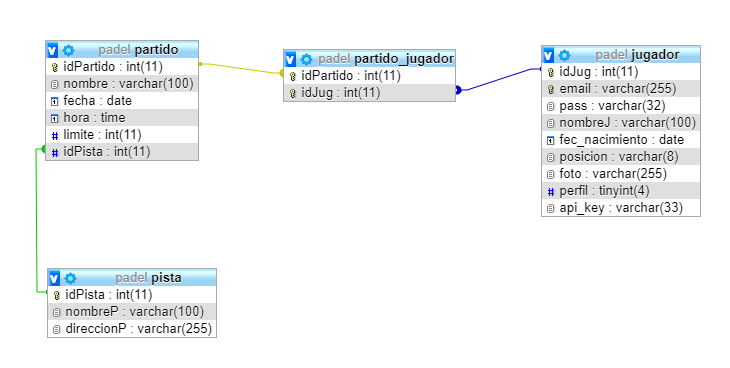 padel partido
idPartido : int(11)
nombre : varchar(100)
fecha : date
hora : time
limite : int(11)
idPista : int(11)
padel partido_jugador
idPartido : int(11)
idJug : int(11)
padel jugador
idJug : int(11)
email : varchar(255)
pass : varchar(32)
nombreJ : varchar(100)
fec_nacimiento : date
posicion : varchar(8)
foto : varchar(255)
perfil : tinyint(4)
api_key : varchar(33)
padel pista
idPista : int(11)
nombreP : varchar(100)
direccionP : varchar(255)